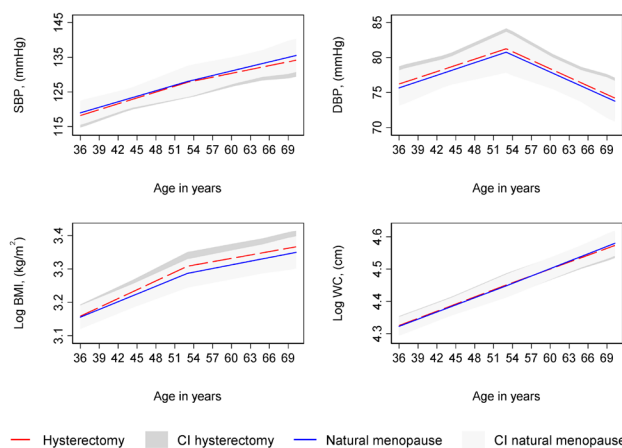 SBP, (mmHg)
145
135
125
115
36 39 42 45 48 51 54 57 60 63 66 69
Age in years
DBP, (mmHg)
85
80
75
70
36 39 42 45 48 51 54 57 60 63 66 69
Age in years
Log BMI, (kg/m²)
3.4
3.3
3.2
3.1
36 39 42 45 48 51 54 57 60 63 66 69
Age in years
Log WC, (cm)
4.6
4.5
4.4
4.3
36 39 42 45 48 51 54 57 60 63 66 69
Age in years
Hysterectomy CI hysterectomy Natural menopause CI natural menopause